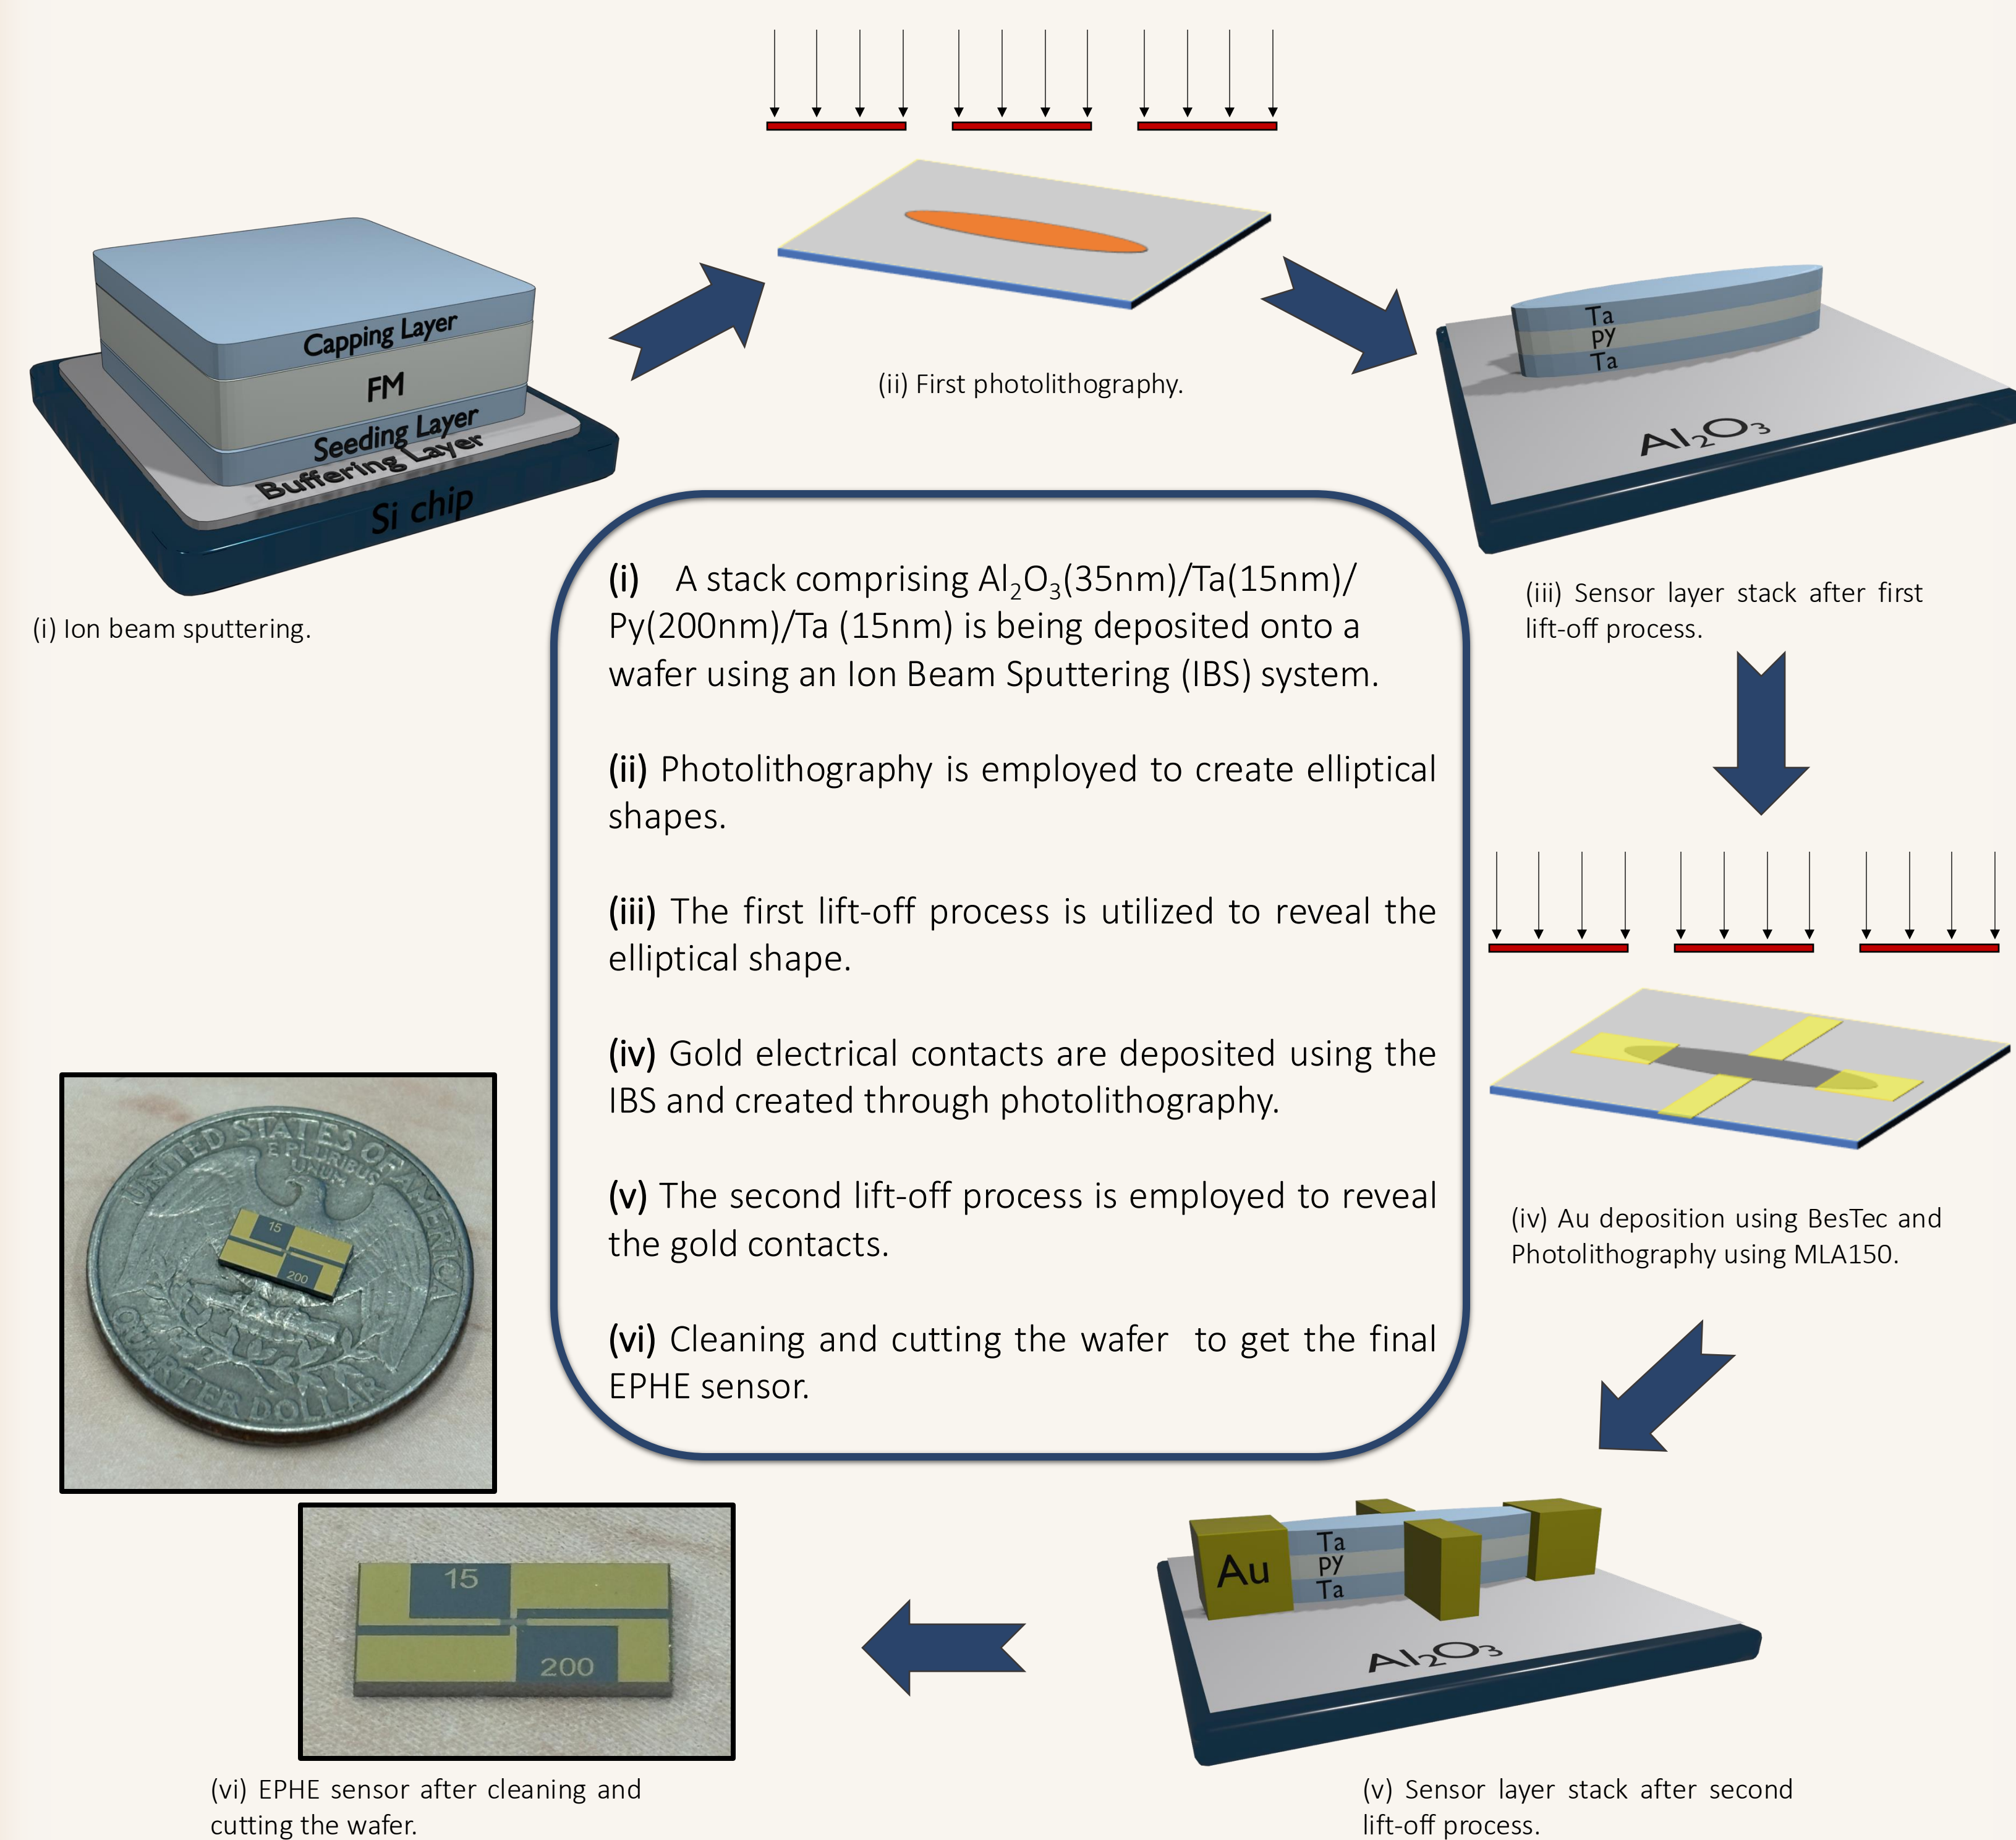 Capping Layer
FM
Seeding Layer
Buffering Layer
Si chip
(i) Ion beam sputtering.
(ii) First photolithography.
Ta
Py
Ta
Al₂O₃
(iii) Sensor layer stack after first
lift-off process.
(i) A stack comprising Al₂O₃(35nm)/Ta(15nm)/
Py(200nm)/Ta (15nm) is being deposited onto a
wafer using an Ion Beam Sputtering (IBS) system.
(ii) Photolithography is employed to create elliptical
shapes.
(iii) The first lift-off process is utilized to reveal the
elliptical shape.
(iv) Gold electrical contacts are deposited using the
IBS and created through photolithography.
(v) The second lift-off process is employed to reveal
the gold contacts.
(vi) Cleaning and cutting the wafer to get the final
EPHE sensor.
(iv) Au deposition using BesTec and
Photolithography using MLA150.
Au
Ta
Py
Ta
Al₂O₃
(v) Sensor layer stack after second
lift-off process.
UNITED STATES OF AMERICA
E PLURIBUS
UNUM
15
200
QUARTER DOLLAR
15
200
(vi) EPHE sensor after cleaning and
cutting the wafer.